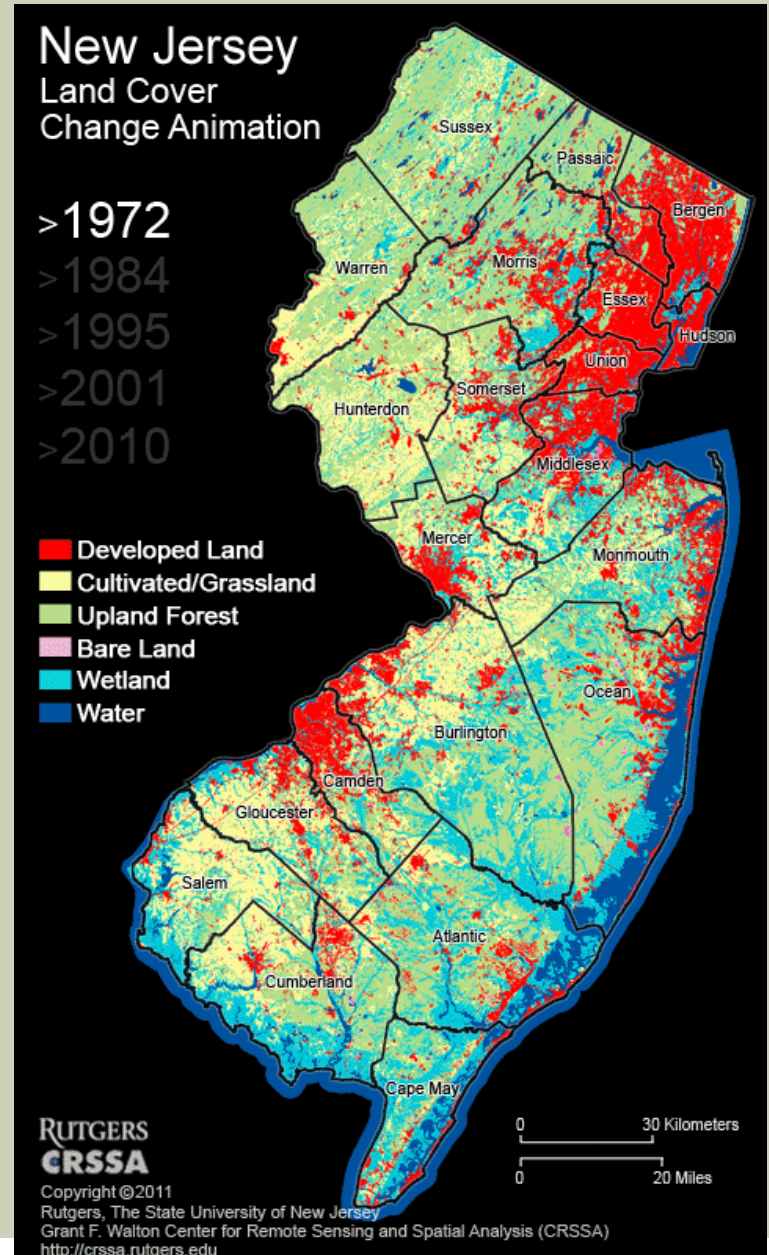 New Jersey
Land Cover
Change Animation
>1972
>1984
>1995
>2001
>2010
Developed Land
Cultivated/Grassland
Upland Forest
Bare Land
Wetland
Water
Sussex
Passaic
Bergen
Warren
Morris
Essex
Hudson
Union
Somerset
Hunterdon
Middlesex
Mercer
Monmouth
Ocean
Burlington
Camden
Gloucester
Salem
Atlantic
Cumberland
Cape May
0 30 Kilometers
0 20 Miles
RUTGERS
CRSSA
Copyright ©2011
Rutgers, The State University of New Jersey
Grant F. Walton Center for Remote Sensing and Spatial Analysis (CRSSA)
http://crssa.rutgers.edu